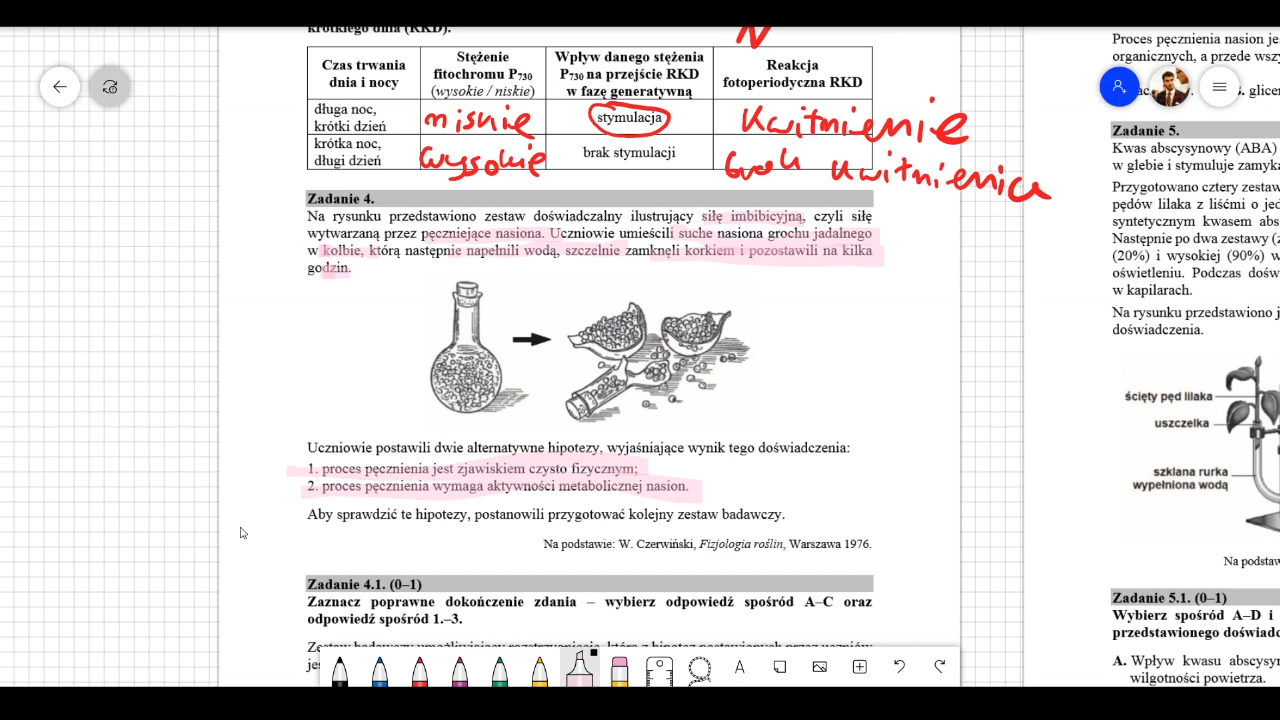 krótkiego dnia (RKD).
Czas trwania dnia i nocy
Stężenie fitochromu P₇₃₀ (wysokie / niskie)
Wpływ danego stężenia P₇₃₀ na przejście RKD w fazę generatywną
Reakcja fotoperiodyczna RKD
długa noc, krótki dzień
niskie
stymulacja
kwitnienie
krótka noc, długi dzień
wysokie
brak stymulacji
brak kwitnienia
Zadanie 4.
Na rysunku przedstawiono zestaw doświadczalny ilustrujący siłę imbibicyjną, czyli siłę
wytwarzaną przez pęczniejące nasiona. Uczniowie umieścili suche nasiona grochu jadalnego
w kolbie, którą następnie napełnili wodą, szczelnie zamknęli korkiem i pozostawili na kilka
godzin.
Uczniowie postawili dwie alternatywne hipotezy, wyjaśniające wynik tego doświadczenia:
1. proces pęcznienia jest zjawiskiem czysto fizycznym;
2. proces pęcznienia wymaga aktywności metabolicznej nasion.
Aby sprawdzić te hipotezy, postanowili przygotować kolejny zestaw badawczy.
Na podstawie: W. Czerwiński, Fizjologia roślin, Warszawa 1976.
Zadanie 4.1. (0–1)
Zaznacz poprawne dokończenie zdania – wybierz odpowiedź spośród A–C oraz
odpowiedź spośród 1.–3.
Proces pęcznienia nasion je
organicznych, a przede wszy
glicer
Zadanie 5.
Kwas abscysynowy (ABA)
w glebie i stymuluje zamyka
Przygotowano cztery zestaw
pędów lilaka z liśćmi o jed
syntetycznym kwasem abs
Następnie po dwa zestawy (z
(20%) i wysokiej (90%) w
oświetleniu. Podczas dośw
w kapilarach.
Na rysunku przedstawiono j
doświadczenia.
ścięty pęd lilaka
uszczelka
szklana rurka
wypełniona wodą
Na podstaw
Zadanie 5.1. (0–1)
Wybierz spośród A–D i
przedstawionego doświadc
A. Wpływ kwasu abscysyn
wilgotności powietrza.
A